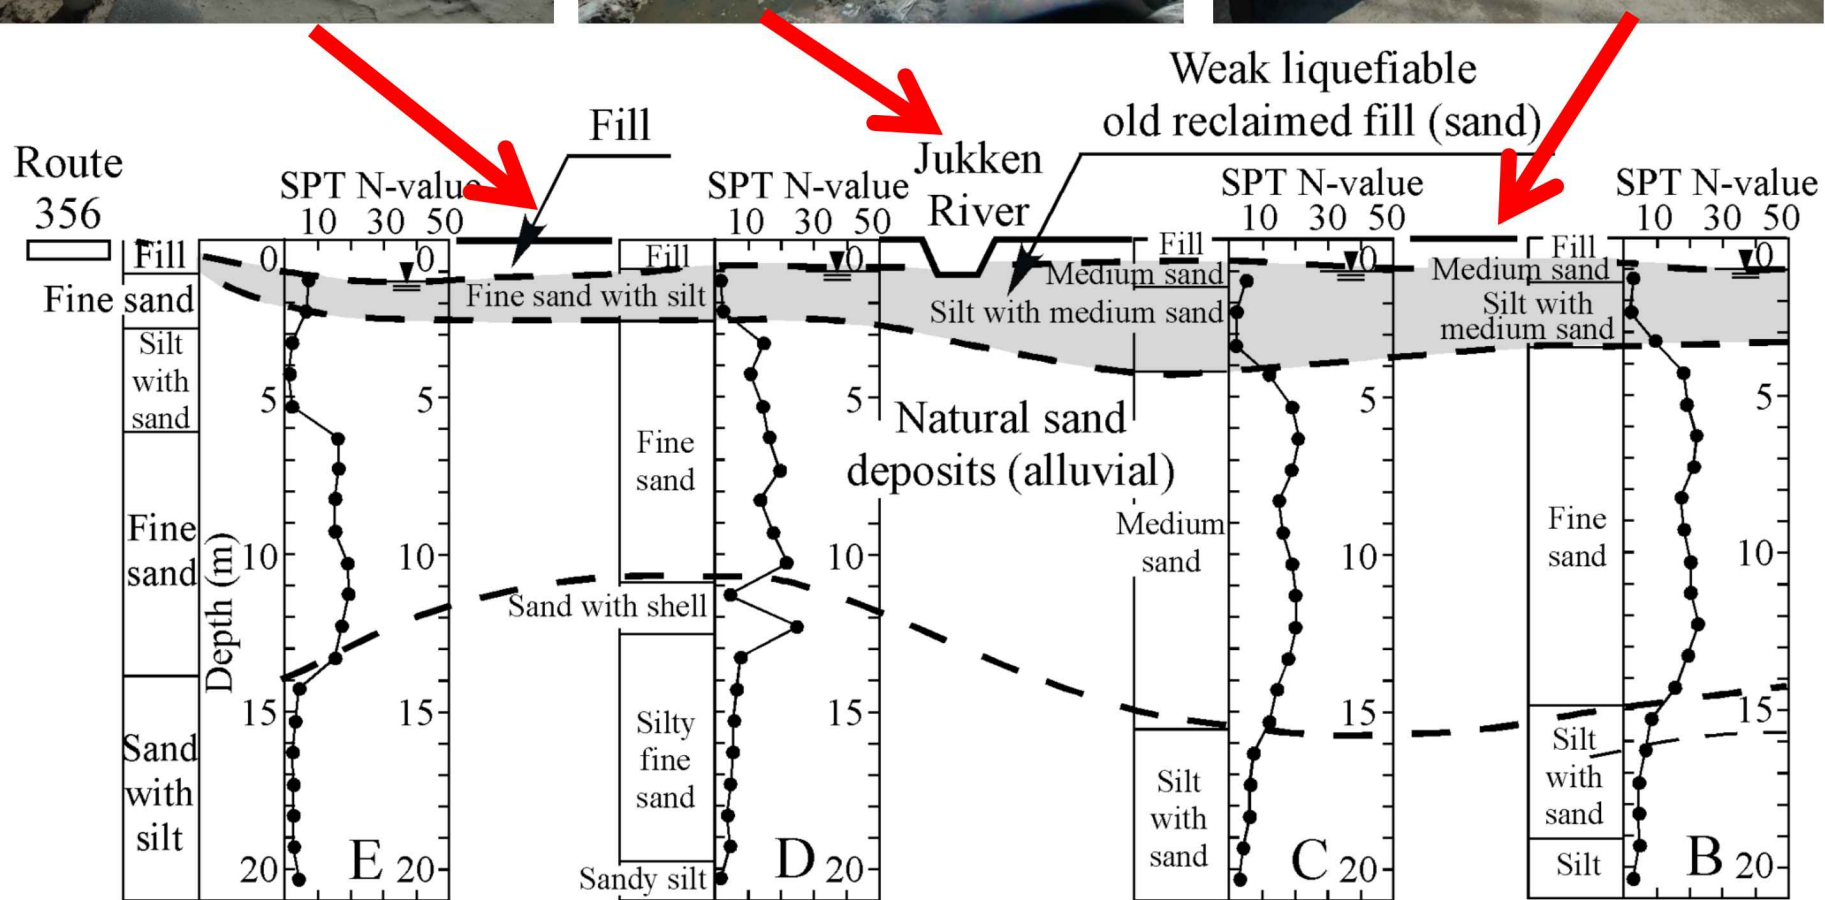 Weak liquefiable
old reclaimed fill (sand)
Fill
Jukken
River
Route
356
SPT N-value
10 30 50
SPT N-value
10 30 50
SPT N-value
10 30 50
SPT N-value
10 30 50
Fill
Fine sand
Silt
with
sand
Fine
sand
Sand
with
silt
Depth (m)
0
5
10
15
20
E
0
5
10
15
20
Fill
Fine sand with silt
Fine
sand
Sand with shell
Silty
fine
sand
Sandy silt
D
0
5
10
15
20
Natural sand
deposits (alluvial)
Fill
Medium sand
Silt with medium sand
Medium
sand
Silt
with
sand
C
0
5
10
15
20
Fill
Medium sand
Silt with
medium sand
Fine
sand
Silt
with
sand
Silt
B
0
5
10
15
20